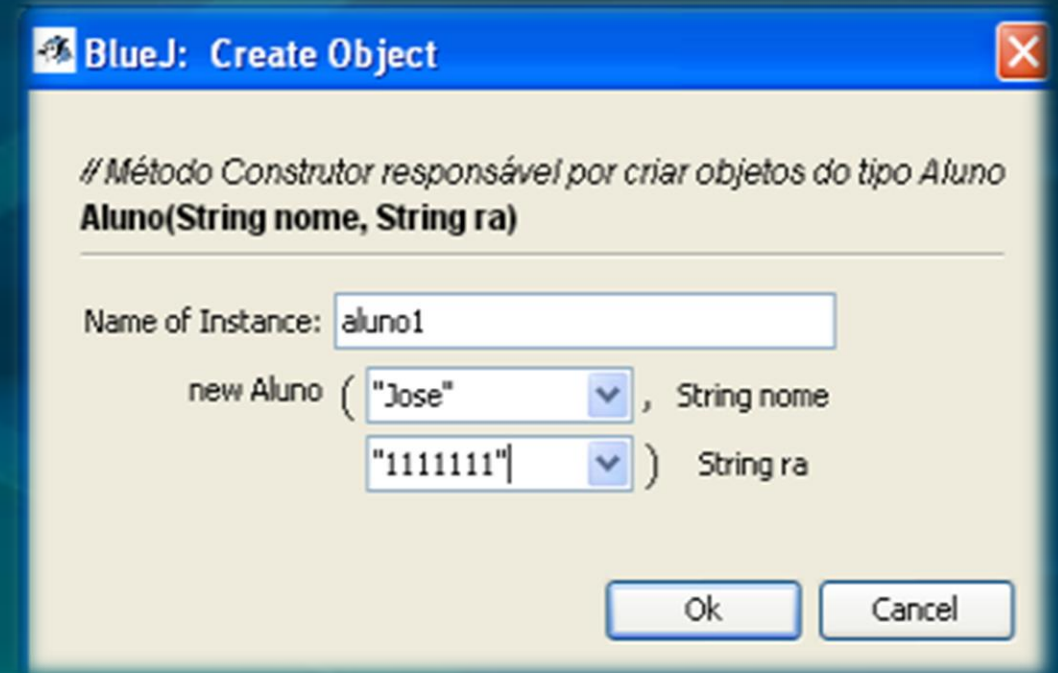 BlueJ: Create Object
// Método Construtor responsável por criar objetos do tipo Aluno
Aluno(String nome, String ra)
Name of Instance: aluno1
new Aluno ( "Jose" , String nome
"1111111" ) String ra
Ok Cancel